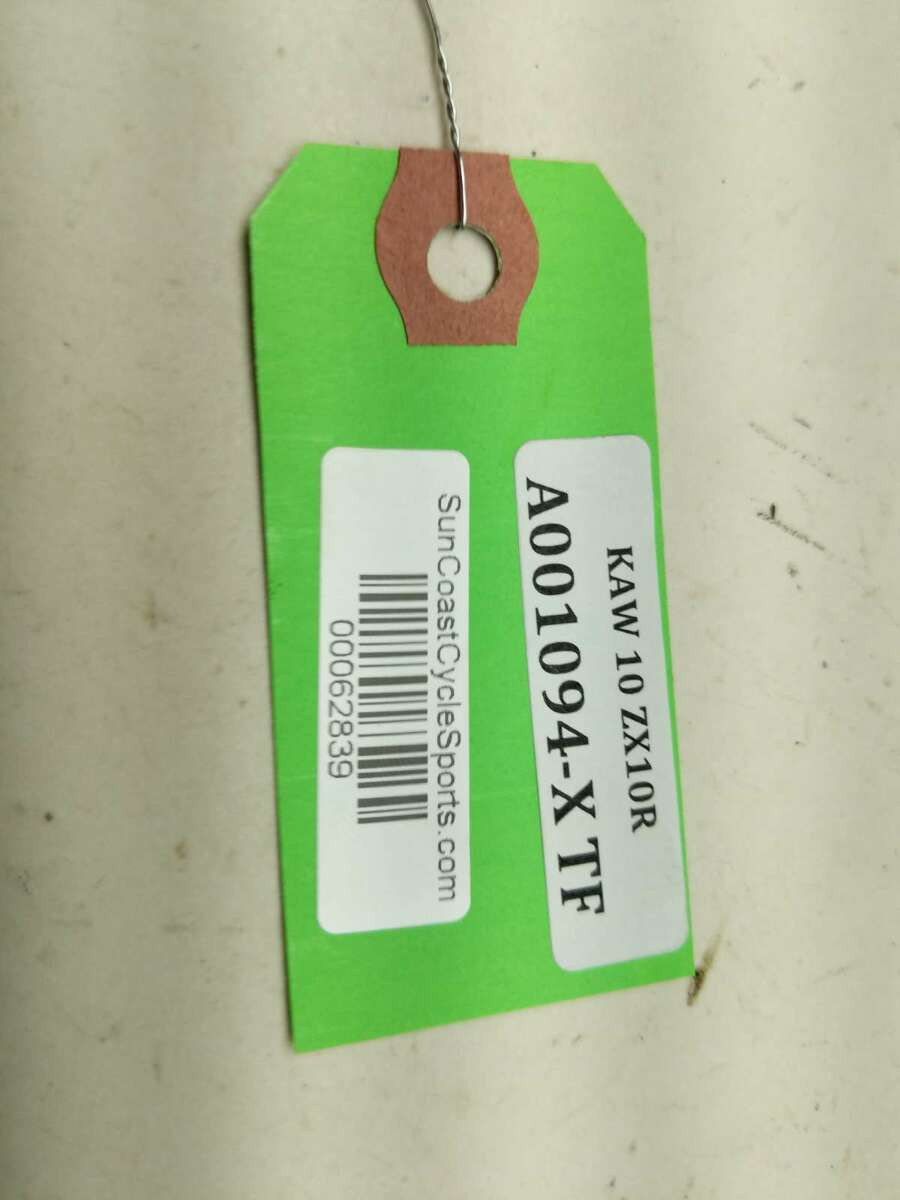 KAW 10 ZX10R
A001094-X TF
SunCoastCycleSports.com
00062839